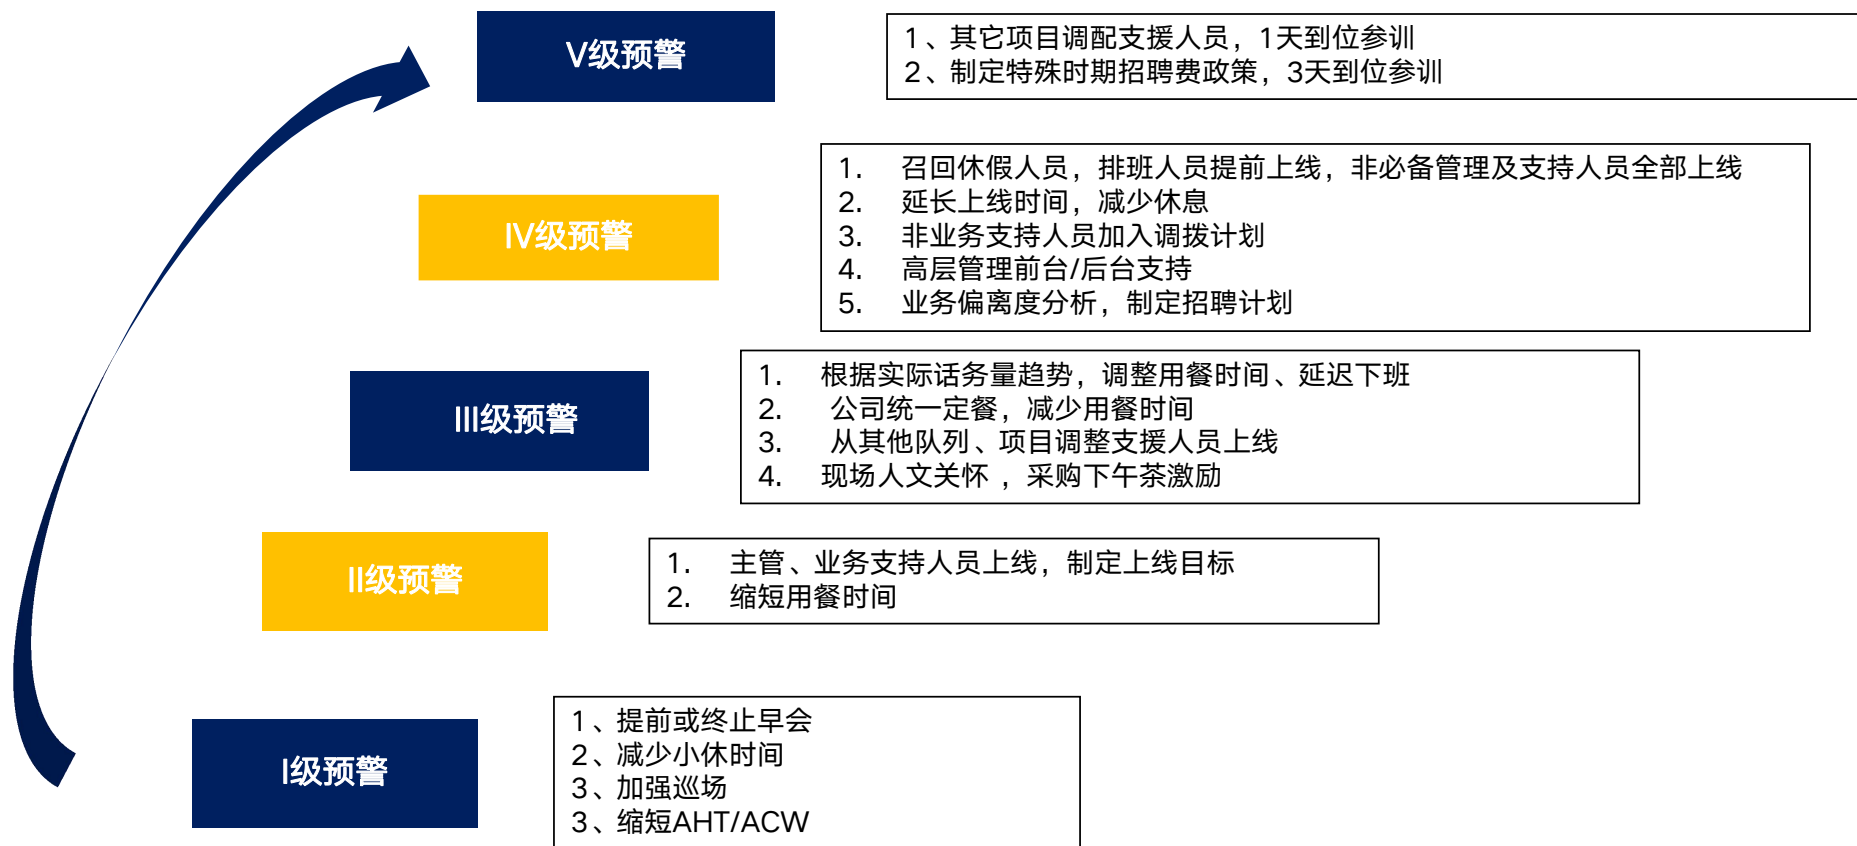 V级预警
1、其它项目调配支援人员，1天到位参训
2、制定特殊时期招聘费政策，3天到位参训
IV级预警
1. 召回休假人员，排班人员提前上线，非必备管理及支持人员全部上线
2. 延长上线时间，减少休息
3. 非业务支持人员加入调拨计划
4. 高层管理前台/后台支持
5. 业务偏离度分析，制定招聘计划
III级预警
1. 根据实际话务量趋势，调整用餐时间、延迟下班
2. 公司统一定餐，减少用餐时间
3. 从其他队列、项目调整支援人员上线
4. 现场人文关怀 ，采购下午茶激励
II级预警
1. 主管、业务支持人员上线，制定上线目标
2. 缩短用餐时间
I级预警
1、提前或终止早会
2、减少小休时间
3、加强巡场
3、缩短AHT/ACW